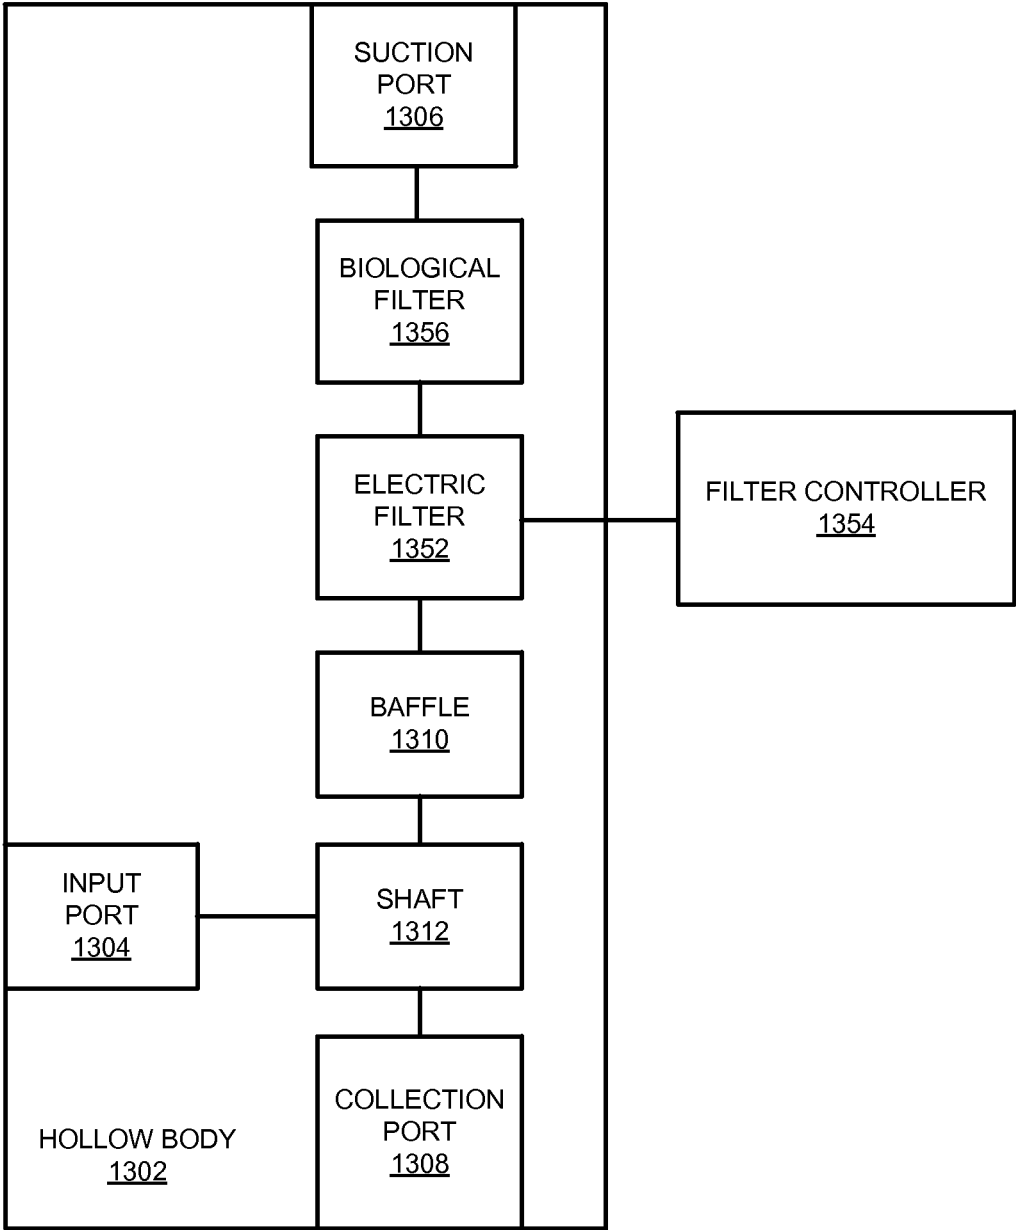 SUCTION
PORT
1306
BIOLOGICAL
FILTER
1356
ELECTRIC
FILTER
1352
FILTER CONTROLLER
1354
BAFFLE
1310
INPUT
PORT
1304
SHAFT
1312
COLLECTION
PORT
1308
HOLLOW BODY
1302